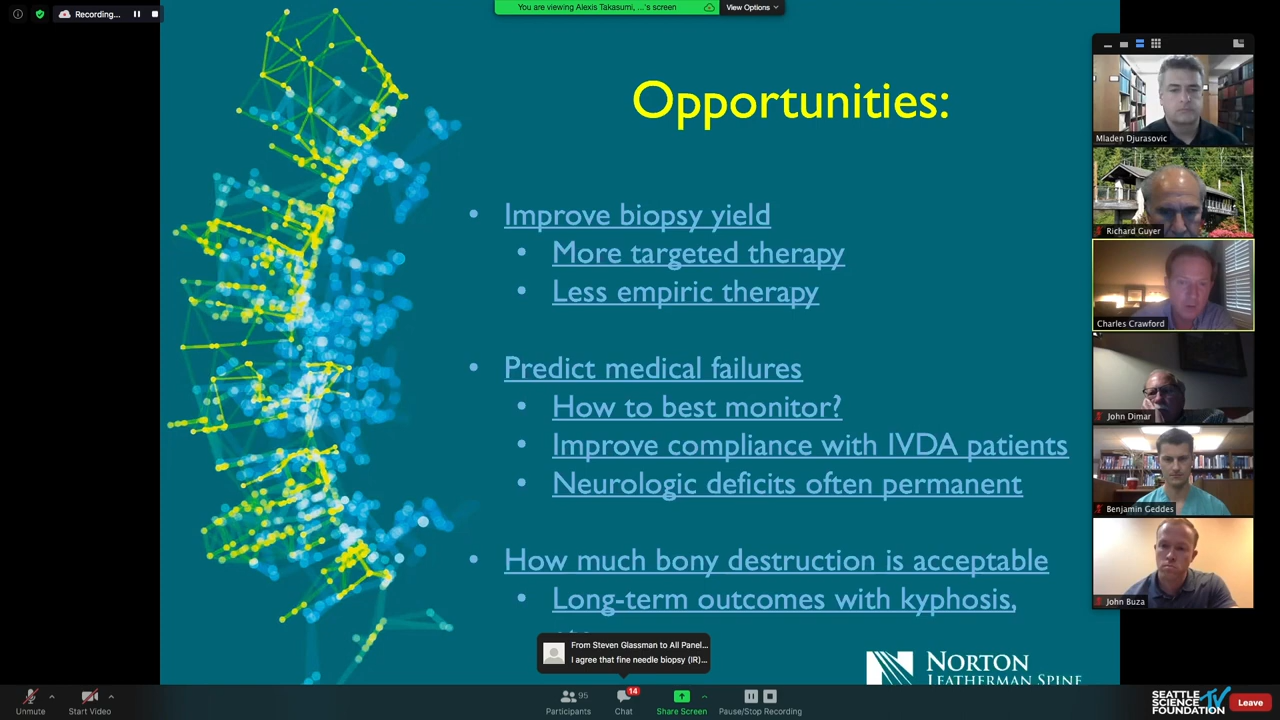 Recording...
You are viewing Alexis Takasumi, ...'s screen
View Options
Opportunities:
• Improve biopsy yield
• More targeted therapy
• Less empiric therapy
• Predict medical failures
• How to best monitor?
• Improve compliance with IVDA patients
• Neurologic deficits often permanent
• How much bony destruction is acceptable
• Long-term outcomes with kyphosis,
NORTON
LEATHERMAN SPINE
Mladen Djurasovic
Richard Guyer
Charles Crawford
John Dimar
Benjamin Geddes
John Buza
From Steven Glassman to All Panel...
I agree that fine needle biopsy (IR)...
Unmute
Start Video
Participants
95
Chat
14
Share Screen
Pause/Stop Recording
SEATTLE
SCIENCE
FOUNDATION
TV
Leave